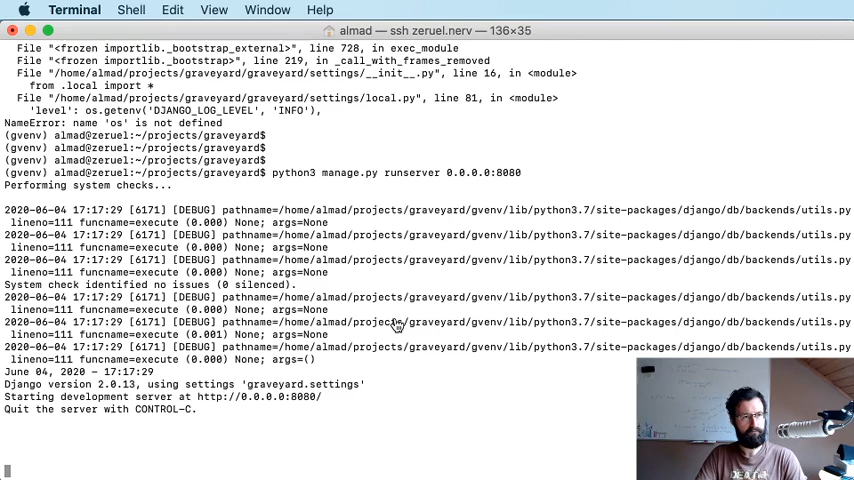 Terminal Shell Edit View Window Help
almad — ssh zeruel.nerv — 136×35
File "<frozen importlib._bootstrap_external>", line 728, in exec_module
File "<frozen importlib._bootstrap>", line 219, in _call_with_frames_removed
File "/home/almad/projects/graveyard/graveyard/settings/__init__.py", line 16, in <module>
from .local import *
File "/home/almad/projects/graveyard/graveyard/settings/local.py", line 81, in <module>
'level': os.getenv('DJANGO_LOG_LEVEL', 'INFO'),
NameError: name 'os' is not defined
(gvenv) almad@zeruel:~/projects/graveyard$
(gvenv) almad@zeruel:~/projects/graveyard$
(gvenv) almad@zeruel:~/projects/graveyard$
(gvenv) almad@zeruel:~/projects/graveyard$ python3 manage.py runserver 0.0.0.0:8080
Performing system checks...
2020-06-04 17:17:29 [6171] [DEBUG] pathname=/home/almad/projects/graveyard/gvenv/lib/python3.7/site-packages/django/db/backends/utils.py
lineno=111 funcname=execute (0.000) None; args=None
2020-06-04 17:17:29 [6171] [DEBUG] pathname=/home/almad/projects/graveyard/gvenv/lib/python3.7/site-packages/django/db/backends/utils.py
lineno=111 funcname=execute (0.000) None; args=None
2020-06-04 17:17:29 [6171] [DEBUG] pathname=/home/almad/projects/graveyard/gvenv/lib/python3.7/site-packages/django/db/backends/utils.py
lineno=111 funcname=execute (0.000) None; args=None
System check identified no issues (0 silenced).
2020-06-04 17:17:29 [6171] [DEBUG] pathname=/home/almad/projects/graveyard/gvenv/lib/python3.7/site-packages/django/db/backends/utils.py
lineno=111 funcname=execute (0.000) None; args=None
2020-06-04 17:17:29 [6171] [DEBUG] pathname=/home/almad/projects/graveyard/gvenv/lib/python3.7/site-packages/django/db/backends/utils.py
lineno=111 funcname=execute (0.001) None; args=None
2020-06-04 17:17:29 [6171] [DEBUG] pathname=/home/almad/projects/graveyard/gvenv/lib/python3.7/site-packages/django/db/backends/utils.py
lineno=111 funcname=execute (0.000) None; args=()
June 04, 2020 - 17:17:29
Django version 2.0.13, using settings 'graveyard.settings'
Starting development server at http://0.0.0.0:8080/
Quit the server with CONTROL-C.